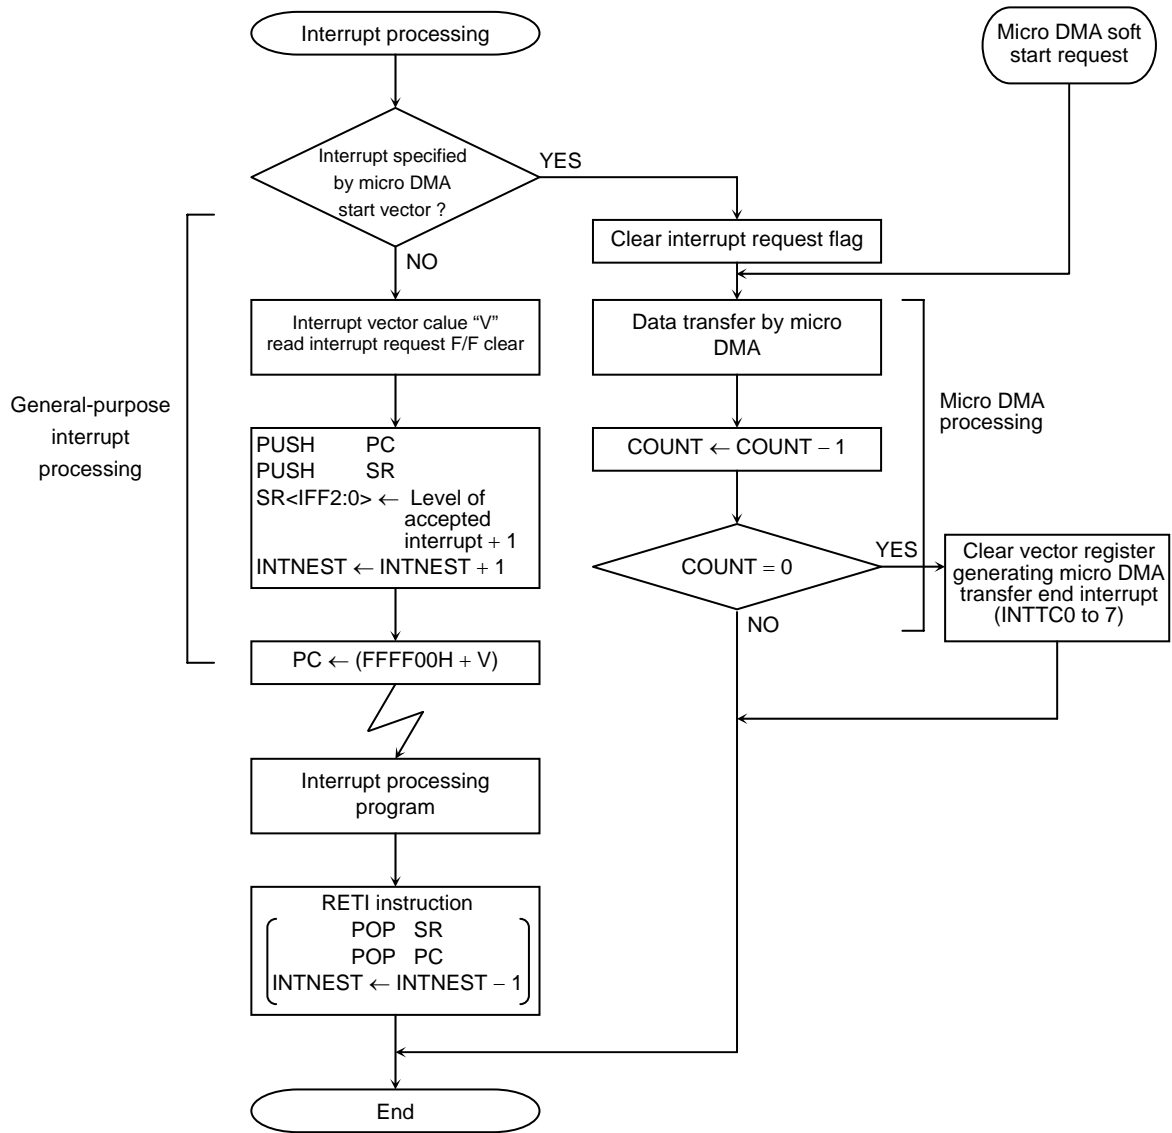 Interrupt processing
Micro DMA soft
start request
Interrupt specified
by micro DMA
start vector ?
YES
NO
Clear interrupt request flag
Interrupt vector calue “V”
read interrupt request F/F clear
Data transfer by micro
DMA
General-purpose
interrupt
processing
Micro DMA
processing
PUSH PC
PUSH SR
SR<IFF2:0> ← Level of
accepted
interrupt + 1
INTNEST ← INTNEST + 1
COUNT ← COUNT − 1
COUNT = 0
YES
NO
Clear vector register
generating micro DMA
transfer end interrupt
(INTTC0 to 7)
PC ← (FFFF00H + V)
Interrupt processing
program
RETI instruction
POP SR
POP PC
INTNEST ← INTNEST − 1
End